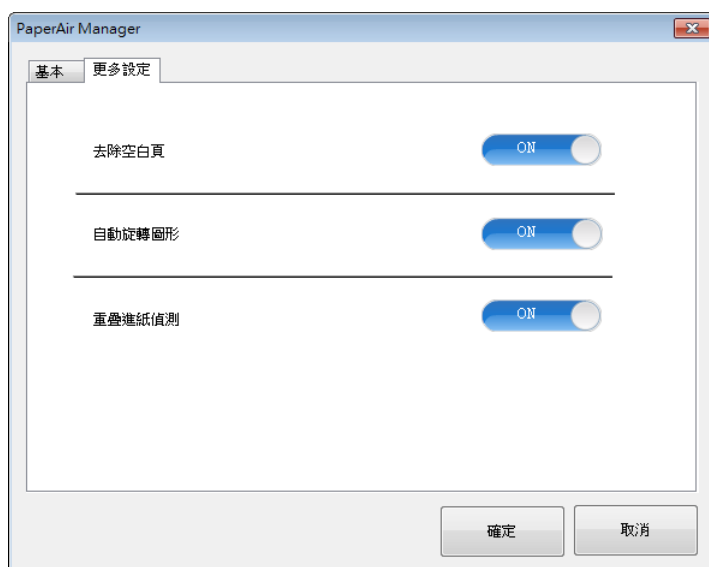 PaperAir Manager
基本 更多設定
去除空白頁 ON
自動旋轉圖形 ON
重疊進紙偵測 ON
確定 取消